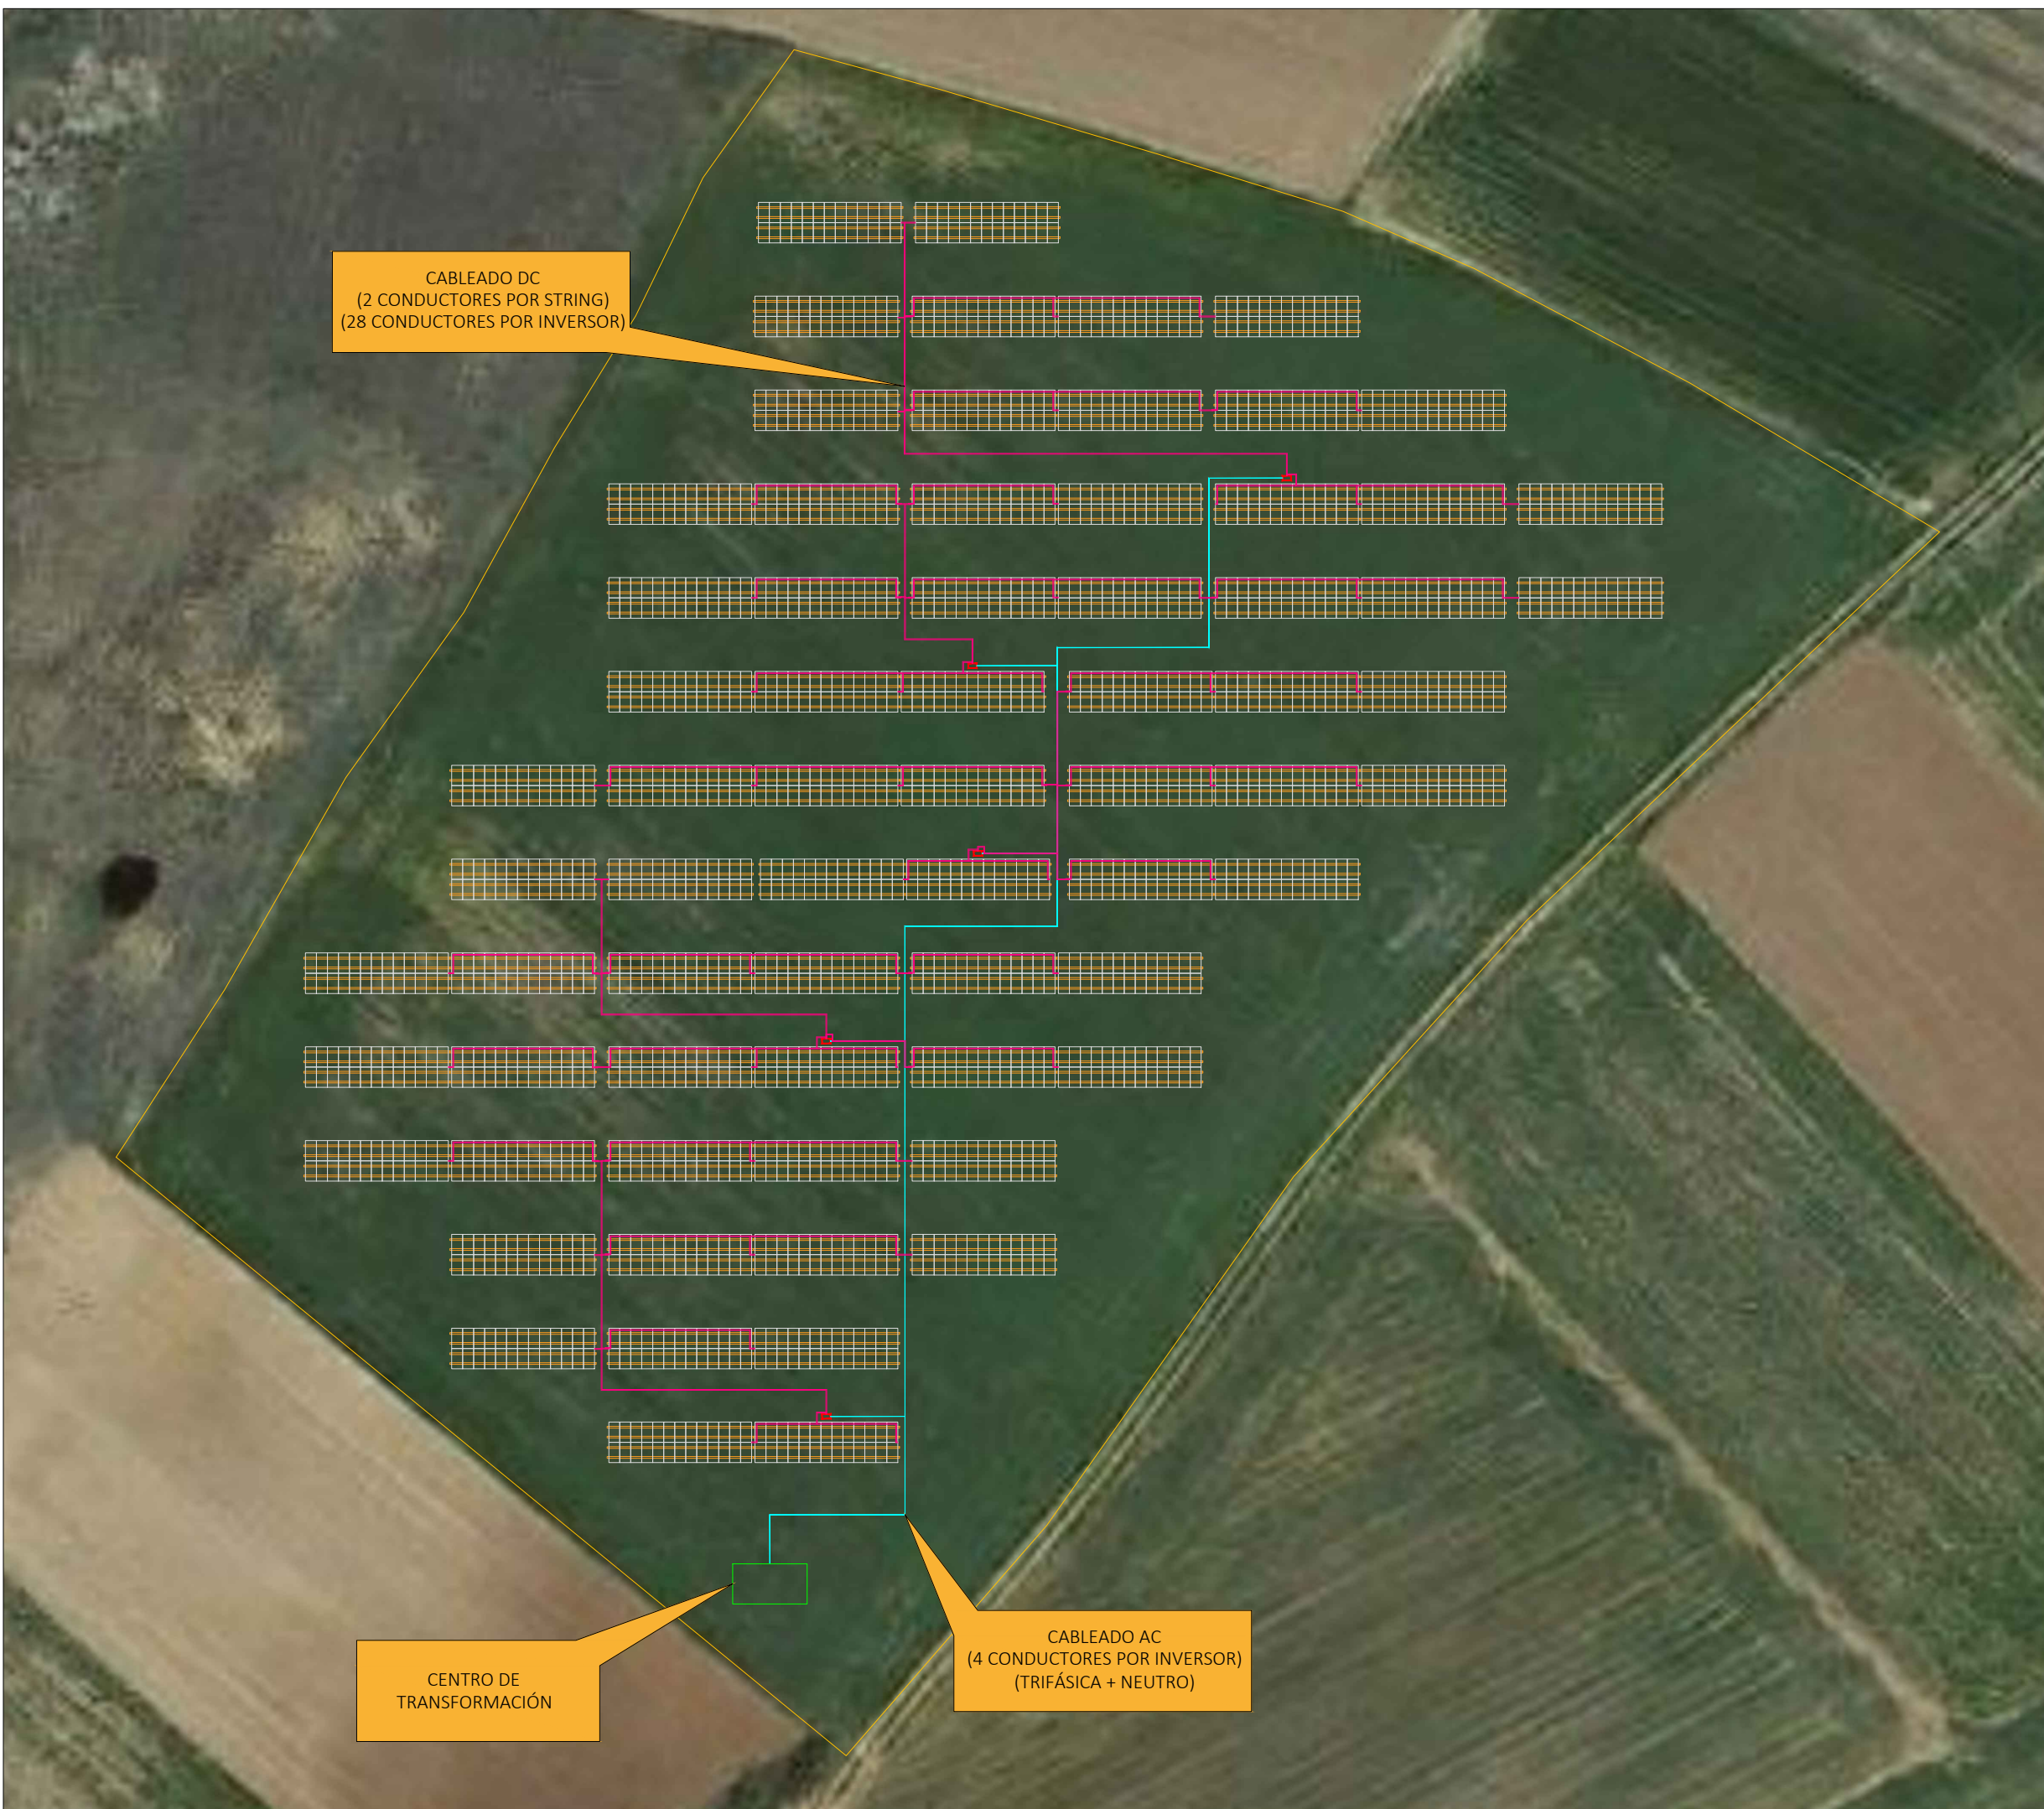 CABLEADO DC
(2 CONDUCTORES POR STRING)
(28 CONDUCTORES POR INVERSOR)
CENTRO DE
TRANSFORMACIÓN
CABLEADO AC
(4 CONDUCTORES POR INVERSOR)
(TRIFÁSICA + NEUTRO)